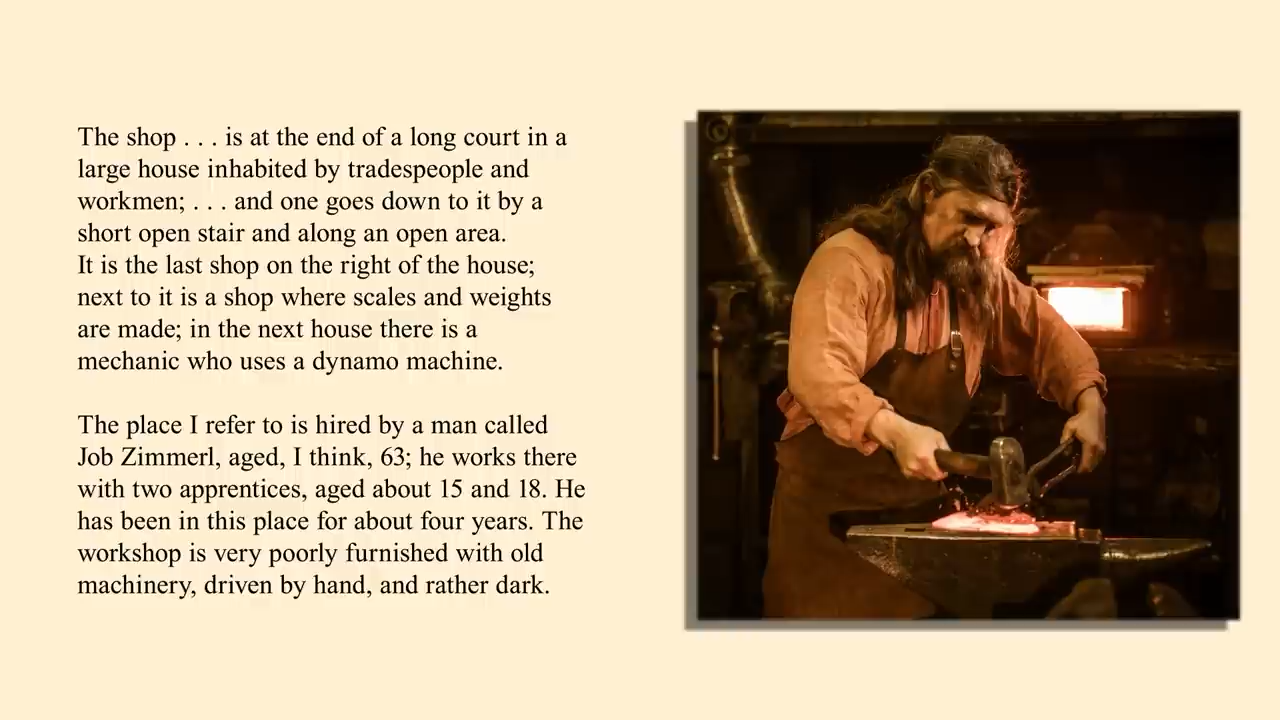 The shop . . . is at the end of a long court in a
large house inhabited by tradespeople and
workmen; . . . and one goes down to it by a
short open stair and along an open area.
It is the last shop on the right of the house;
next to it is a shop where scales and weights
are made; in the next house there is a
mechanic who uses a dynamo machine.
The place I refer to is hired by a man called
Job Zimmerl, aged, I think, 63; he works there
with two apprentices, aged about 15 and 18. He
has been in this place for about four years. The
workshop is very poorly furnished with old
machinery, driven by hand, and rather dark.